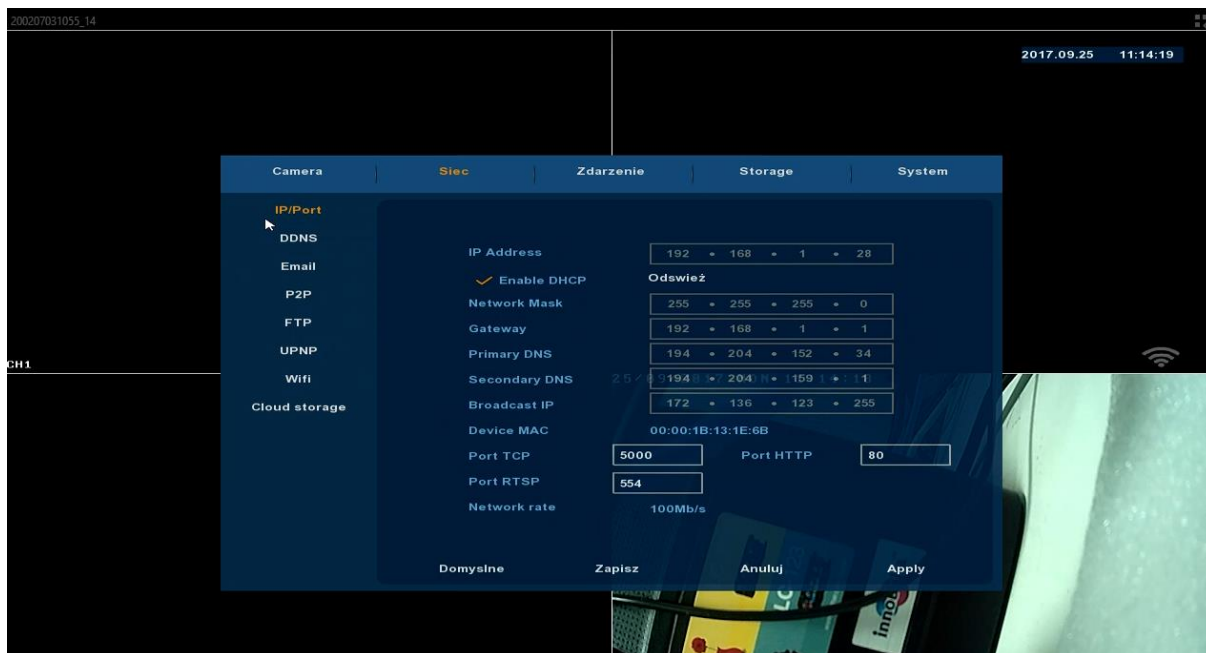 200207031055_14
2017.09.25 11:14:19
Camera Siec Zdarzenie Storage System
IP/Port
DDNS
Email
P2P
FTP
UPNP
Wifi
Cloud storage
IP Address 192 . 168 . 1 . 28
Enable DHCP Odswież
Network Mask 255 . 255 . 255 . 0
Gateway 192 . 168 . 1 . 1
Primary DNS 194 . 204 . 152 . 34
Secondary DNS 194 . 204 . 159 . 1
Broadcast IP 172 . 136 . 123 . 255
Device MAC 00:00:1B:13:1E:6B
Port TCP 5000 Port HTTP 80
Port RTSP 554
Network rate 100Mb/s
Domyslne Zapisz Anuluj Apply
CH1